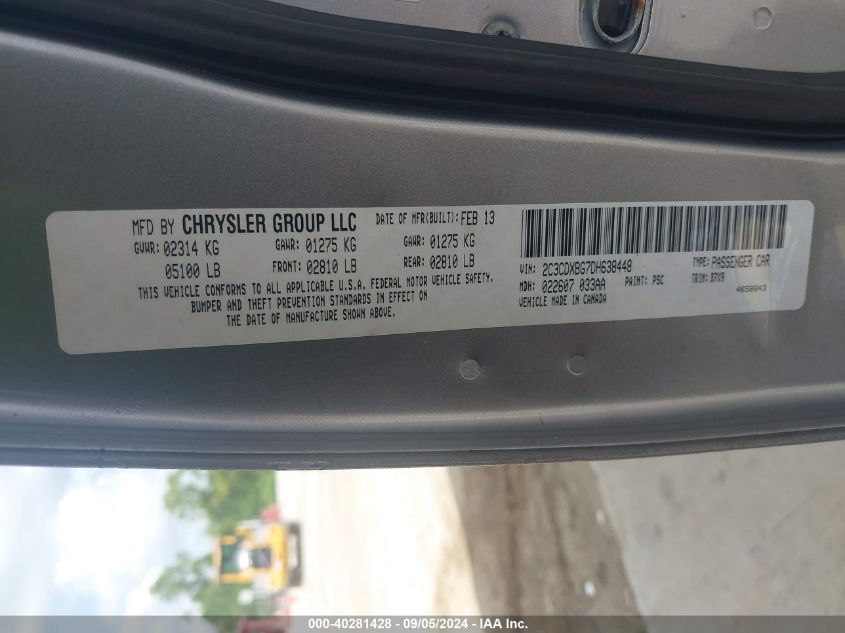 MFD BY CHRYSLER GROUP LLC DATE OF MFR(BUILT): FEB 13
GVWR: 02314 KG GAWR: 01275 KG GAWR: 01275 KG
05100 LB FRONT: 02810 LB REAR: 02810 LB
THIS VEHICLE CONFORMS TO ALL APPLICABLE U.S.A. FEDERAL MOTOR VEHICLE SAFETY,
BUMPER AND THEFT PREVENTION STANDARDS IN EFFECT ON
THE DATE OF MANUFACTURE SHOWN ABOVE.
VIN: 2C3CDXBG7DH638448 TYPE: PASSENGER CAR
MDH: 022607 033AA PAINT: PSC TRIM: B7X9
VEHICLE MADE IN CANADA 4658843
000-40281428 - 09/05/2024 - IAA Inc.